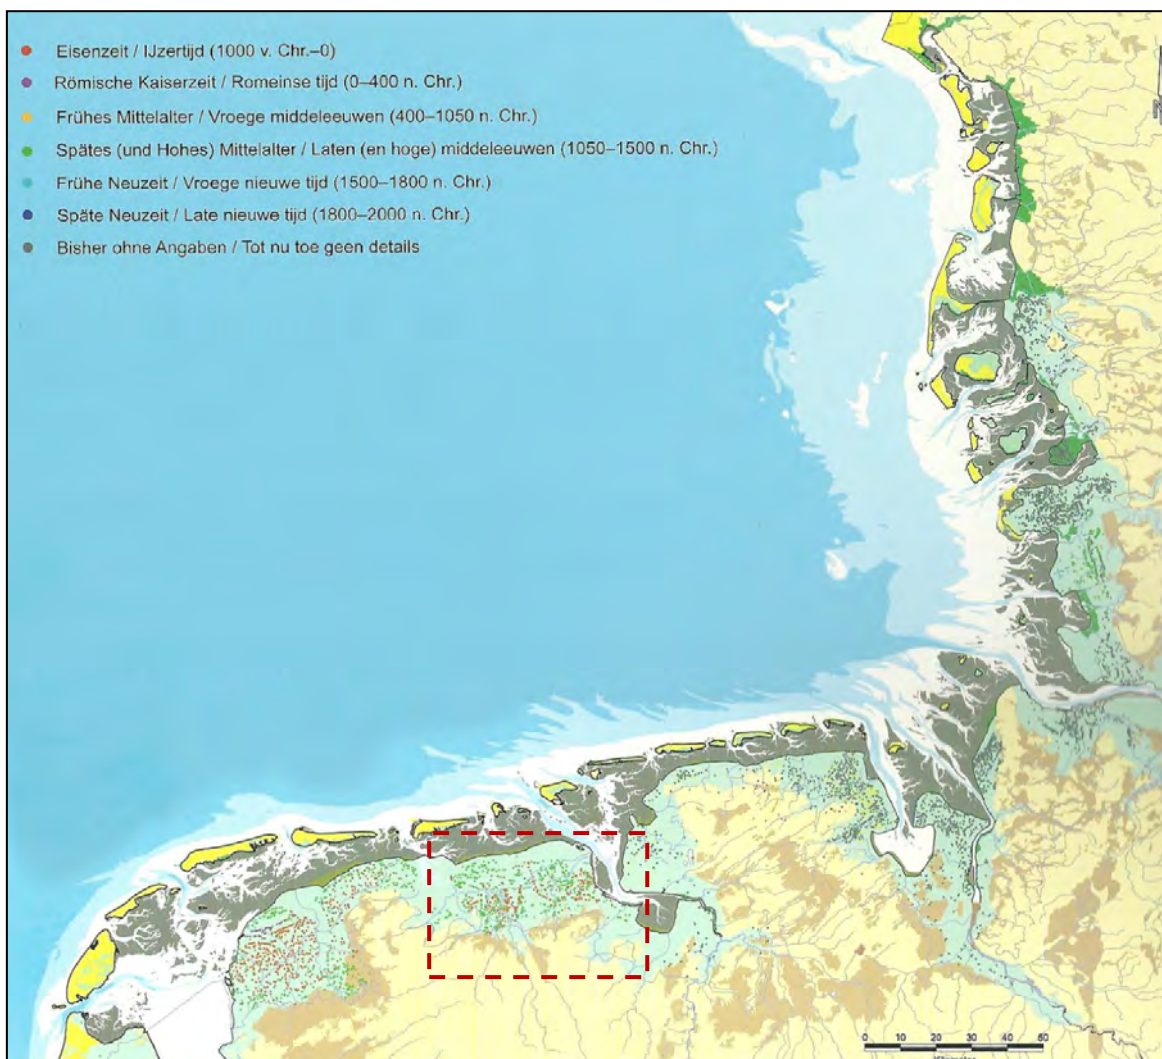 Eisenzeit / IJzertijd (1000 v. Chr.–0)
Römische Kaiserzeit / Romeinse tijd (0–400 n. Chr.)
Frühes Mittelalter / Vroege middeleeuwen (400–1050 n. Chr.)
Spätes (und Hohes) Mittelalter / Laten (en hoge) middeleeuwen (1050–1500 n. Chr.)
Frühe Neuzeit / Vroege nieuwe tijd (1500–1800 n. Chr.)
Späte Neuzeit / Late nieuwe tijd (1800–2000 n. Chr.)
Bisher ohne Angaben / Tot nu toe geen details
0 10 20 30 40 50